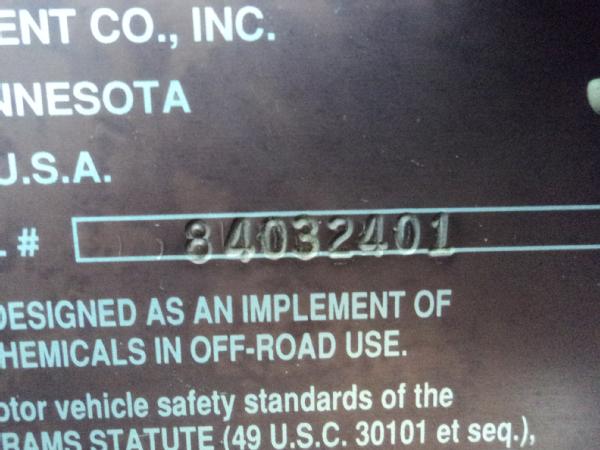 ENT CO., INC.
NNESOTA
U.S.A.
L # 84032401
DESIGNED AS AN IMPLEMENT OF
HEMICALS IN OFF-ROAD USE.
otor vehicle safety standards of the
RAMS STATUTE (49 U.S.C. 30101 et seq.),